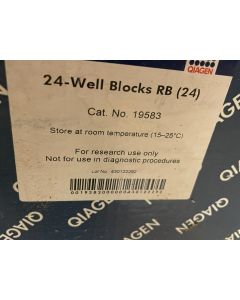 QIAGEN
24-Well Blocks RB (24)
Cat. No. 19583
Store at room temperature (15–25°C)
For research use only
Not for use in diagnostic procedures
QIAGEN
QIAGEN